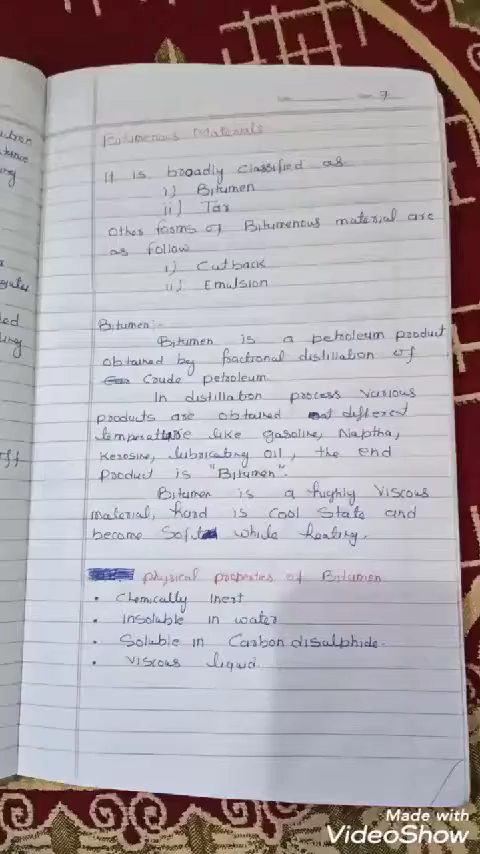 7
Bitumenous Materials
It is broadly classified as
i) Bitumen
ii) Tar
Other forms of Bitumenous material are
as follow
i) Cutback
ii) Emulsion
Bitumen:-
Bitumen is a petroleum product
obtained by fractional distillation of
Crude petroleum.
In distillation process various
products are obtained at different
temperature like gasoline, Naptha,
Kerosine, lubricating oil, the end
product is "Bitumen".
Bitumen is a highly viscous
material, hard is cool state and
become soft while heating.
physical properties of Bitumen
• Chemically Inert
• Insoluble in water
• Soluble in Carbon disulphide.
• Viscous liquid.
Made with
VideoShow